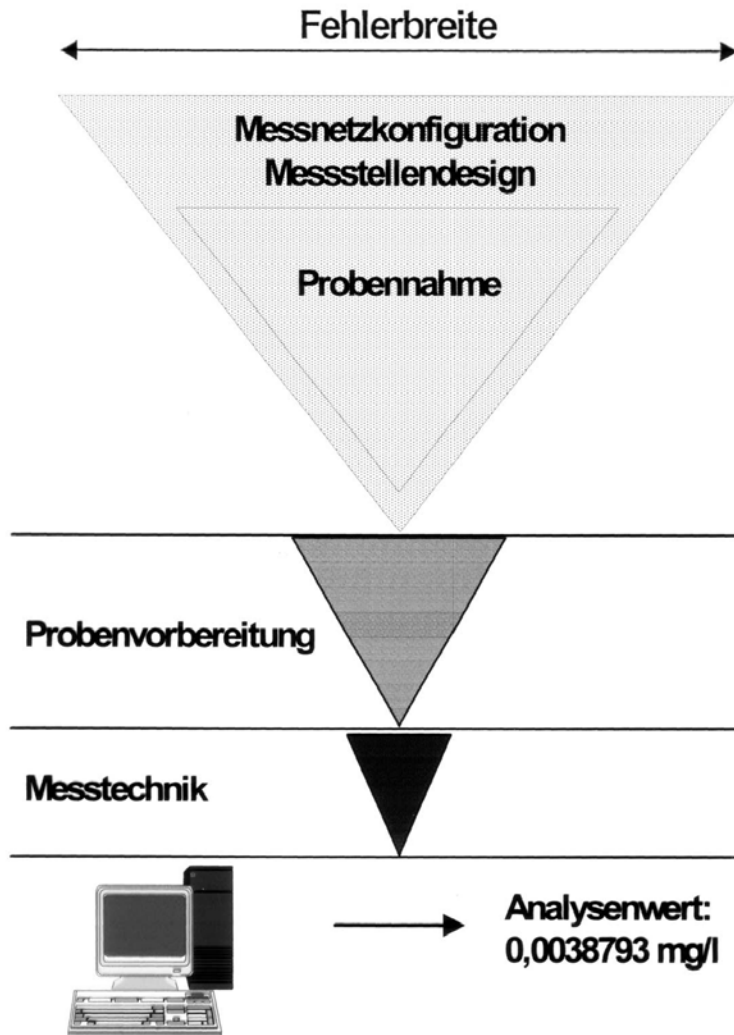 Fehlerbreite
Messnetzkonfiguration
Messstellendesign
Probennahme
Probenvorbereitung
Messtechnik
Analysenwert:
0,0038793 mg/l